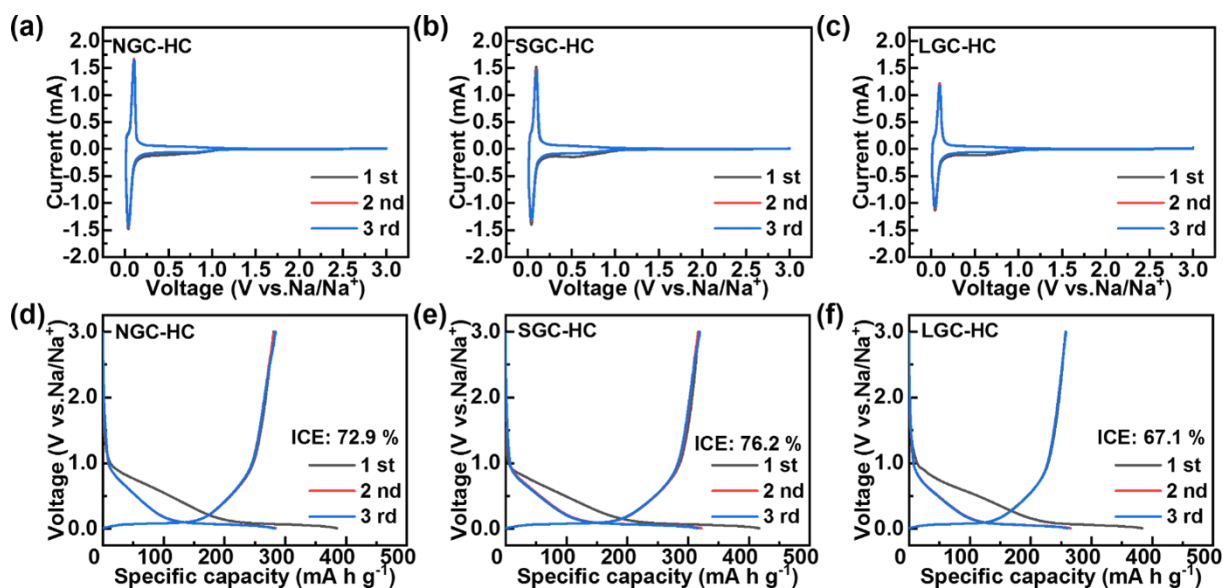 (a)
NGC-HC
2.0
1.5
1.0
0.5
0.0
-0.5
-1.0
-1.5
-2.0
Current (mA)
1 st
2 nd
3 rd
0.0 0.5 1.0 1.5 2.0 2.5 3.0
Voltage (V vs.Na/Na+)
(b)
SGC-HC
2.0
1.5
1.0
0.5
0.0
-0.5
-1.0
-1.5
-2.0
Current (mA)
1 st
2 nd
3 rd
0.0 0.5 1.0 1.5 2.0 2.5 3.0
Voltage (V vs.Na/Na+)
(c)
LGC-HC
2.0
1.5
1.0
0.5
0.0
-0.5
-1.0
-1.5
-2.0
Current (mA)
1 st
2 nd
3 rd
0.0 0.5 1.0 1.5 2.0 2.5 3.0
Voltage (V vs.Na/Na+)
(d)
NGC-HC
3.0
2.0
1.0
0.0
Voltage (V vs.Na/Na+)
ICE: 72.9 %
1 st
2 nd
3 rd
0 100 200 300 400 500
Specific capacity (mA h g-1)
(e)
SGC-HC
3.0
2.0
1.0
0.0
Voltage (V vs.Na/Na+)
ICE: 76.2 %
1 st
2 nd
3 rd
0 100 200 300 400 500
Specific capacity (mA h g-1)
(f)
LGC-HC
3.0
2.0
1.0
0.0
Voltage (V vs.Na/Na+)
ICE: 67.1 %
1 st
2 nd
3 rd
0 100 200 300 400 500
Specific capacity (mA h g-1)